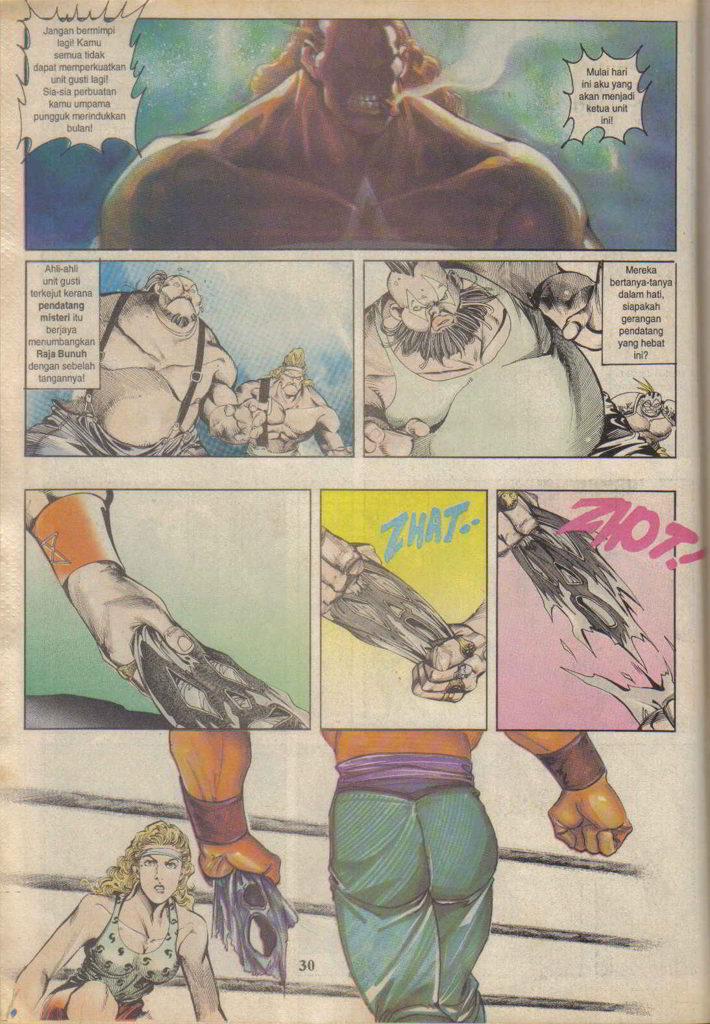 Jangan bermimpi
lagi! Kamu
semua tidak
dapat memperkuatkan
unit gusti lagi!
Sia-sia perbuatan
kamu umpama
pungguk merindukkan
bulan!
Mulai hari
ini aku yang
akan menjadi
ketua unit
ini!
Ahli-ahli
unit gusti
terkejut kerana
pendatang
misteri itu
berjaya
menumbangkan
Raja Bunuh
dengan sebelah
tangannya!
Mereka
bertanya-tanya
dalam hati,
siapakah
gerangan
pendatang
yang hebat
ini?
ZHAT..
ZHOT!
30